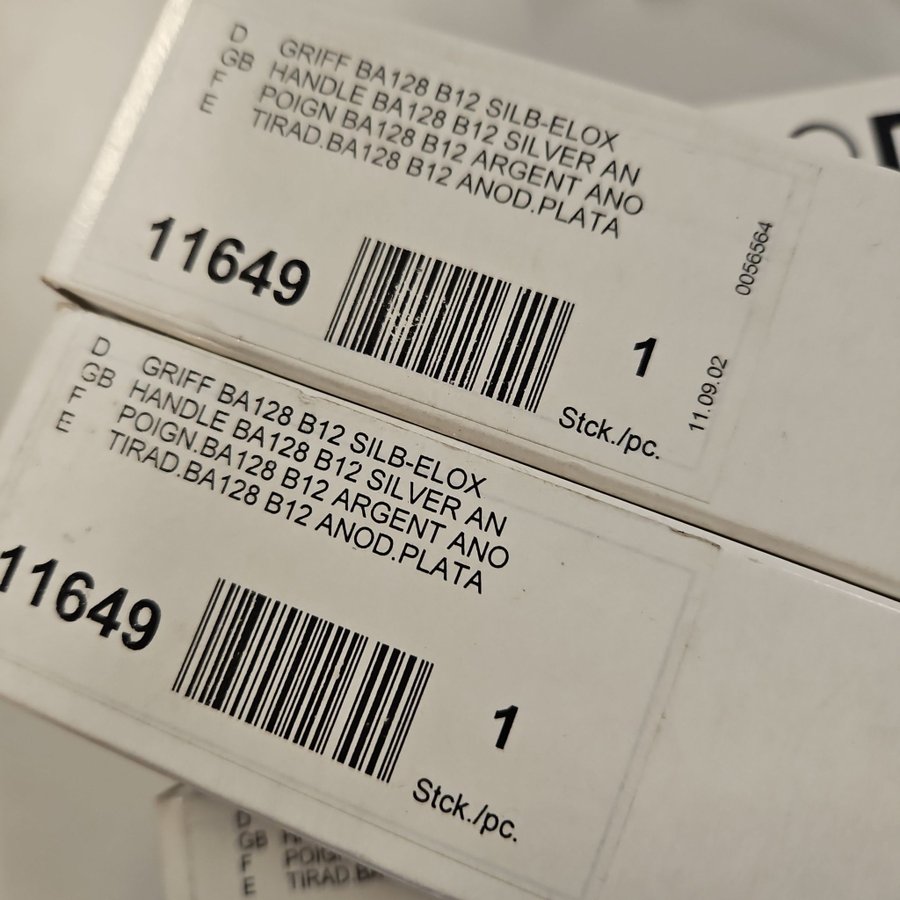 D GRIFF BA128 B12 SILB-ELOX
GB HANDLE BA128 B12 SILVER AN
F POIGN BA128 B12 ARGENT ANO
E TIRAD.BA128 B12 ANOD.PLATA
11649
1
Stck./pc.
0056564
11.09.02
D GRIFF BA128 B12 SILB-ELOX
GB HANDLE BA128 B12 SILVER AN
F POIGN.BA128 B12 ARGENT ANO
E TIRAD.BA128 B12 ANOD.PLATA
11649
1
Stck./pc.
D
GB
F
E TIRAD.